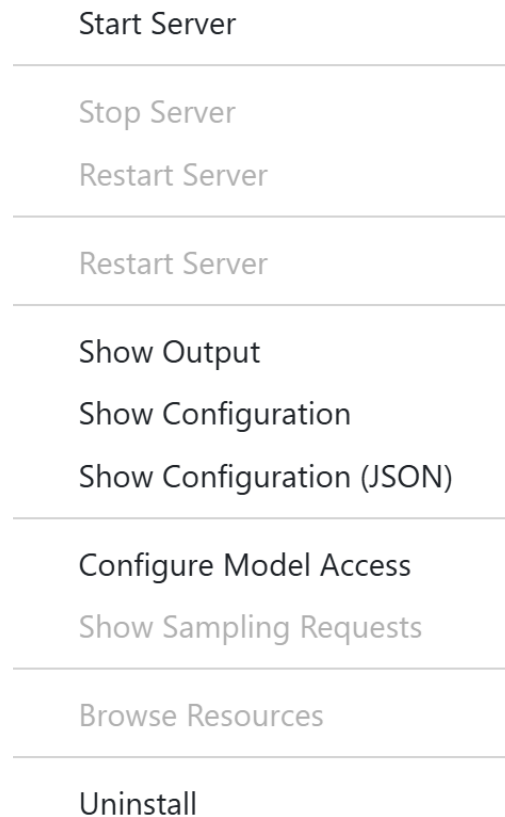 Start Server
Stop Server
Restart Server
Restart Server
Show Output
Show Configuration
Show Configuration (JSON)
Configure Model Access
Show Sampling Requests
Browse Resources
Uninstall